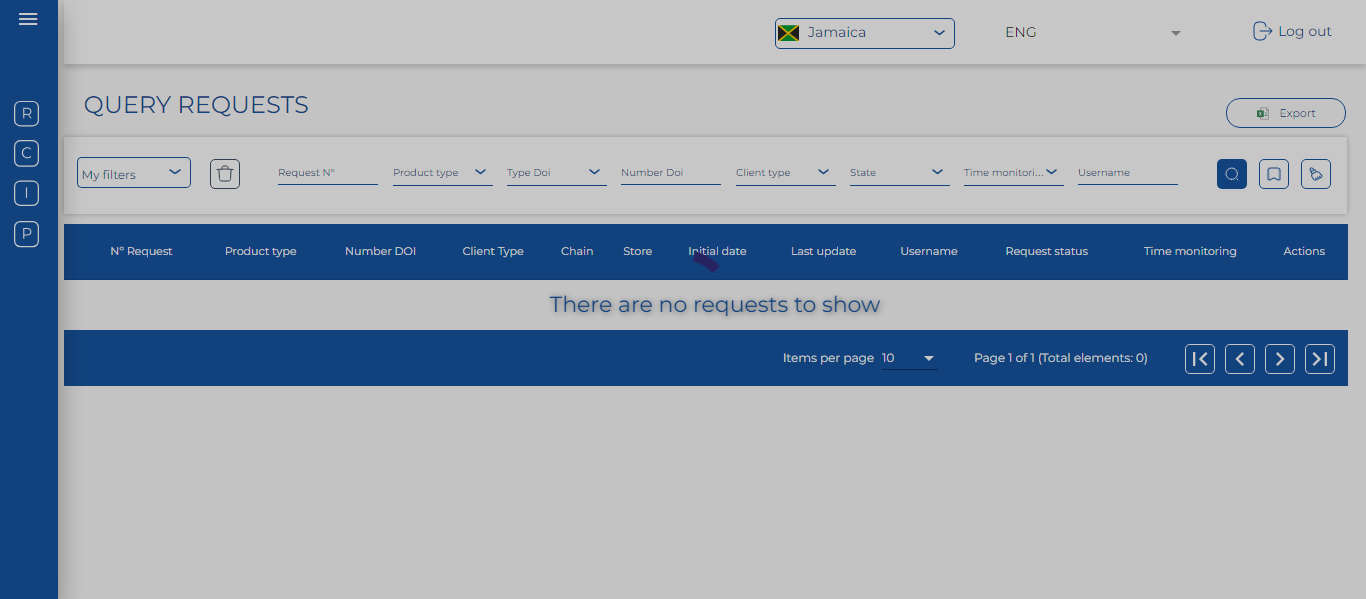 Jamaica
ENG
Log out
R
C
I
P
QUERY REQUESTS
Export
My filters
Request Nº
Product type
Type Doi
Number Doi
Client type
State
Time monitori...
Username
Nº Request
Product type
Number DOI
Client Type
Chain
Store
Initial date
Last update
Username
Request status
Time monitoring
Actions
There are no requests to show
Items per page 10
Page 1 of 1 (Total elements: 0)